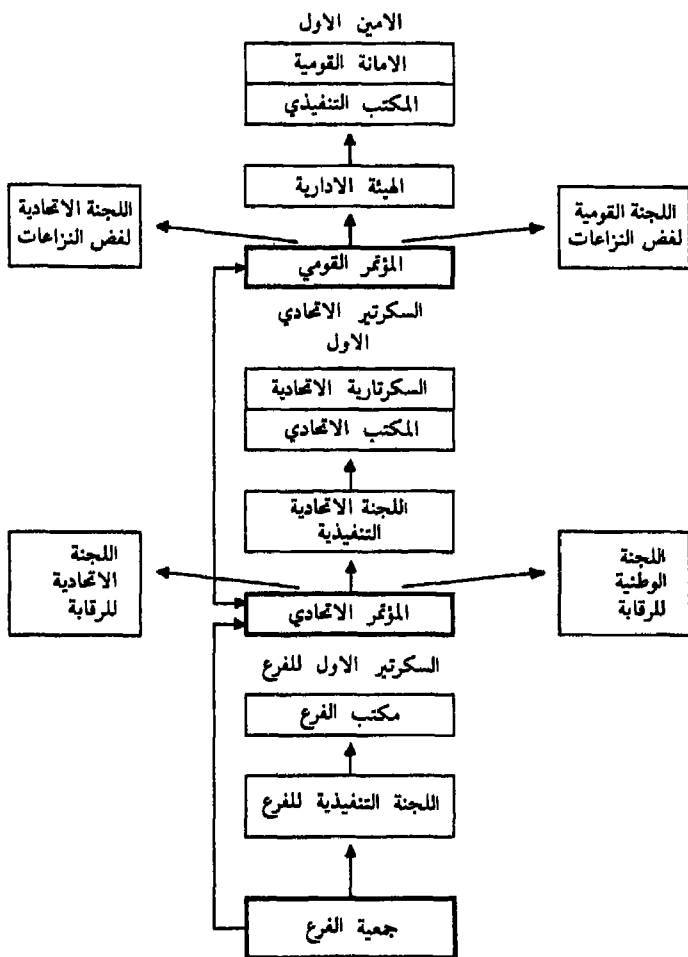 الامين الاول
الامانة القومية
المكتب التنفيذي
الهيئة الادارية
اللجنة القومية
لفض النزاعات
اللجنة الاتحادية
لفض النزاعات
المؤتمر القومي
السكرتير الاتحادي
الاول
السكرتارية الاتحادية
المكتب الاتحادي
اللجنة الاتحادية
التنفيذية
اللجنة
الوطنية
للرقابة
اللجنة
الاتحادية
للرقابة
المؤتمر الاتحادي
السكرتير الاول للفرع
مكتب الفرع
اللجنة التنفيذية للفرع
جمعية الفرع